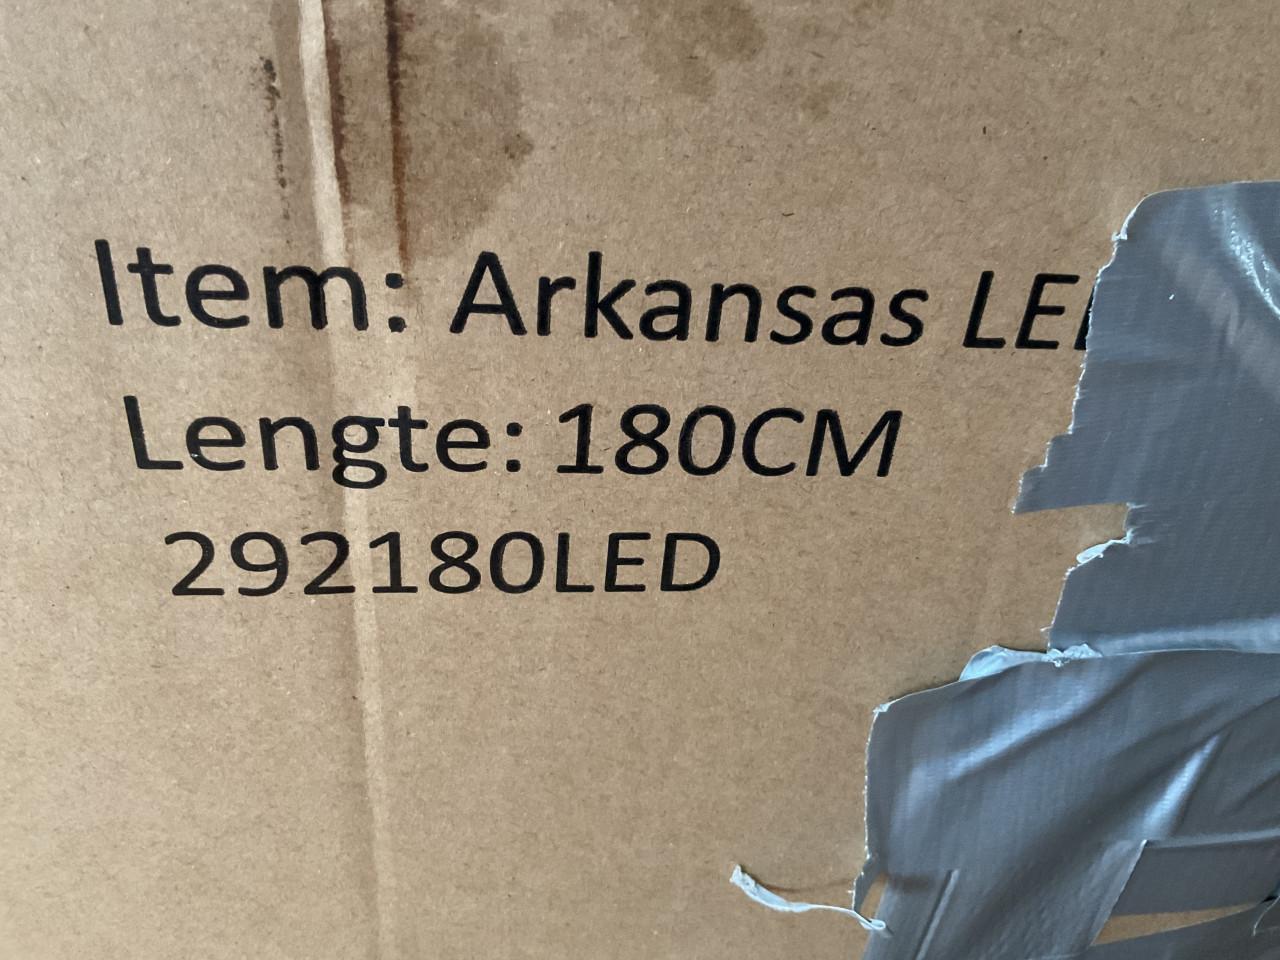 Item: Arkansas
Lengte: 180CM
292180LED